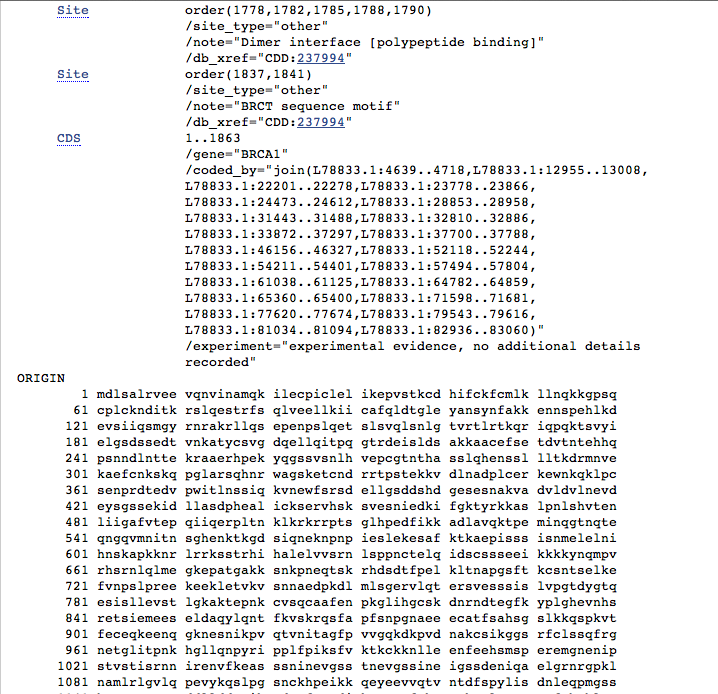 Site order(1778,1782,1785,1788,1790)
/site_type="other"
/note="Dimer interface [polypeptide binding]"
/db_xref="CDD:237994"
Site order(1837,1841)
/site_type="other"
/note="BRCT sequence motif"
/db_xref="CDD:237994"
CDS 1..1863
/gene="BRCA1"
/coded_by="join(L78833.1:4639..4718,L78833.1:12955..13008,
L78833.1:22201..22278,L78833.1:23778..23866,
L78833.1:24473..24612,L78833.1:28853..28958,
L78833.1:31443..31488,L78833.1:32810..32886,
L78833.1:33872..37297,L78833.1:37700..37788,
L78833.1:46156..46327,L78833.1:52118..52244,
L78833.1:54211..54401,L78833.1:57494..57804,
L78833.1:61038..61125,L78833.1:64782..64859,
L78833.1:65360..65400,L78833.1:71598..71681,
L78833.1:77620..77674,L78833.1:79543..79616,
L78833.1:81034..81094,L78833.1:82936..83060)"
/experiment="experimental evidence, no additional details
recorded"
ORIGIN
1 mdlsalrvee vqnvinamqk ilecpiclel ikepvstkcd hifckfcmlk llnqkkgpsq
61 cplcknditk rslqestrfs qlveellkii cafqldtgle yansynfakk ennspehlkd
121 evsiiqsmgy rnrakrllqs epenpslqet slsvqlsnlg tvrtlrtkqr iqpqktsvyi
181 elgsdssedt vnkatycsvg dqellqitpq gtrdeislds akkaacefse tdvtntehhq
241 psnndlntte kraaerhpek yqgssvsnlh vepcgtntha sslqhenssl lltkdrmnve
301 kaefcnkskq pglarsqhnr wagsketcnd rrtpstekkv dlnadplcer kewnkqklpc
361 senprdtedv pwitlnssiq kvnewfsrsd ellgsddshd gesesnakva dvldvlnevd
421 eysgssekid llasdpheal ickservhsk svesniedki fgktyrkkas lpnlshvten
481 lliigafvtep qiiqerpltn klkrkrrpts glhpedfikk adlavqktpe minqgtnqte
541 qngqvmnitn sghenktkgd siqneknpnp ieslekesaf ktkaepisss isnmelelni
601 hnskapkknr lrrksstrhi halelvvsrn lsppnctelq idscssseei kkkkynqmpv
661 rhsrnlqlme gkepatgakk snkpneqtsk rhdsdtfpel kltnapgsft kcsntselke
721 fvnpslpree keekletvkv snnaedpkdl mlsgervlqt ersvesssis lvpgtdygtq
781 esisllevst lgkaktepnk cvsqcaafen pkglihgcsk dnrndtegfk yplghevnhs
841 retsiemees eldaqylqnt fkvskrqsfa pfsnpgnaee ecatfsahsg slkkqspkvt
901 feceqkeenq gknesnikpv qtvnitagfp vvgqkdkpvd nakcsikggs rfclssqfrg
961 netglitpnk hgllqnpyri pplfpiksfv ktkckknlle enfeehsmsp eremgnenip
1021 stvstisrnn irenvfkeas ssninevgss tnevgssine igssdeniqa elgrnrgpkl
1081 namlrlgvlq pevykqslpg snckhpeikk qeyeevvqtv ntdfspylis dnleqpmgss